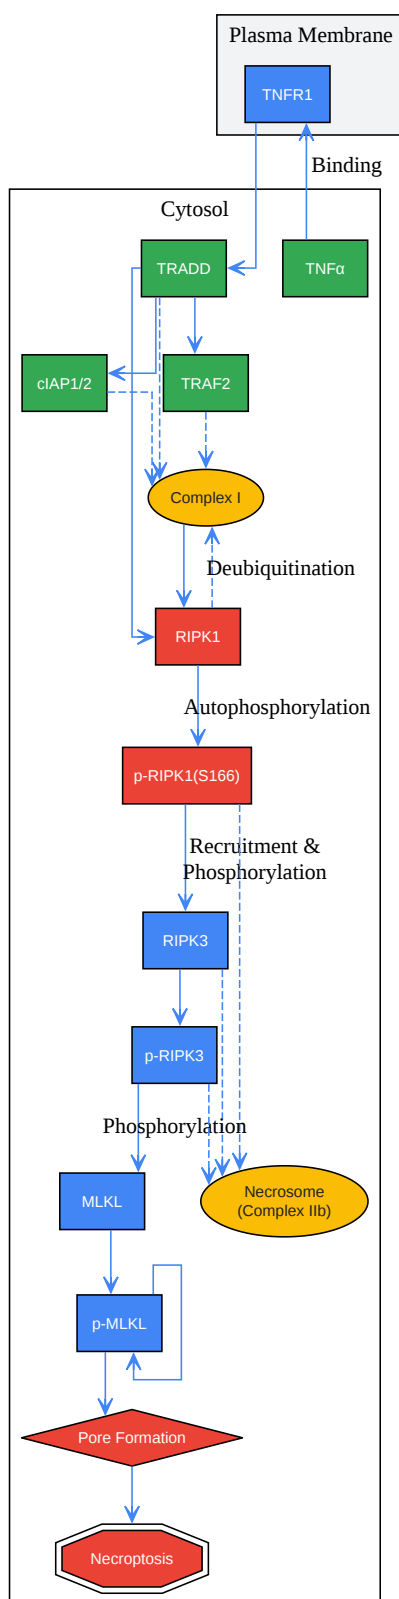 Plasma Membrane
TNFR1
Binding
Cytosol
TRADD
TNFα
cIAP1/2
TRAF2
Complex I
Deubiquitination
RIPK1
Autophosphorylation
p-RIPK1(S166)
Recruitment &
Phosphorylation
RIPK3
p-RIPK3
Phosphorylation
MLKL
Necrosome
(Complex IIb)
p-MLKL
Pore Formation
Necroptosis